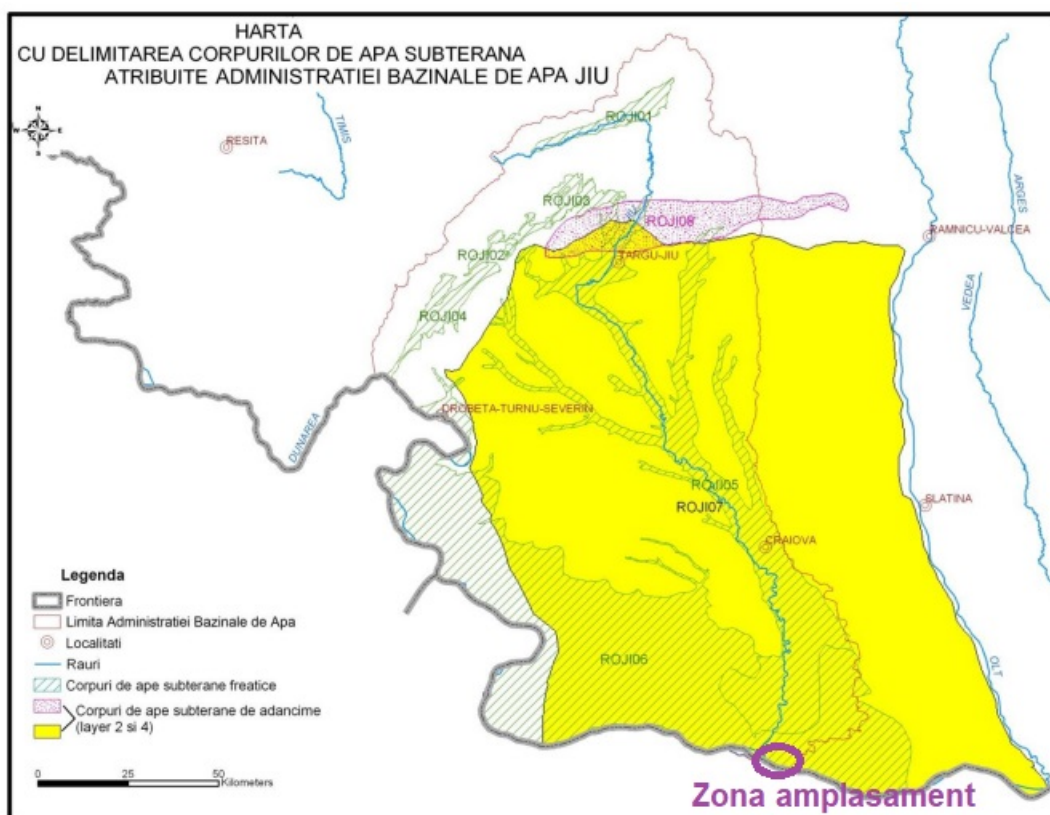 HARTA
CU DELIMITAREA CORPURILOR DE APA SUBTERANA
ATRIBUITE ADMINISTRATIEI BAZINALE DE APA JIU
N
W E
S
RESITA
TIMIS
ROJI01
ARGES
ROJI03
ROJI08
JIU
RAMNICU-VALCEA
ROJI02
TARGU-JIU
VEDEA
ROJI04
DROBETA-TURNU-SEVERIN
DUNAREA
ROJI05
ROJI07
SLATINA
CRAIOVA
ROJI06
OLT
Legenda
Frontiera
Limita Administratiei Bazinale de Apa
Localitati
Rauri
Corpuri de ape subterane freatice
Corpuri de ape subterane de adancime
(layer 2 si 4)
0 25 50
Kilometers
Zona amplasament